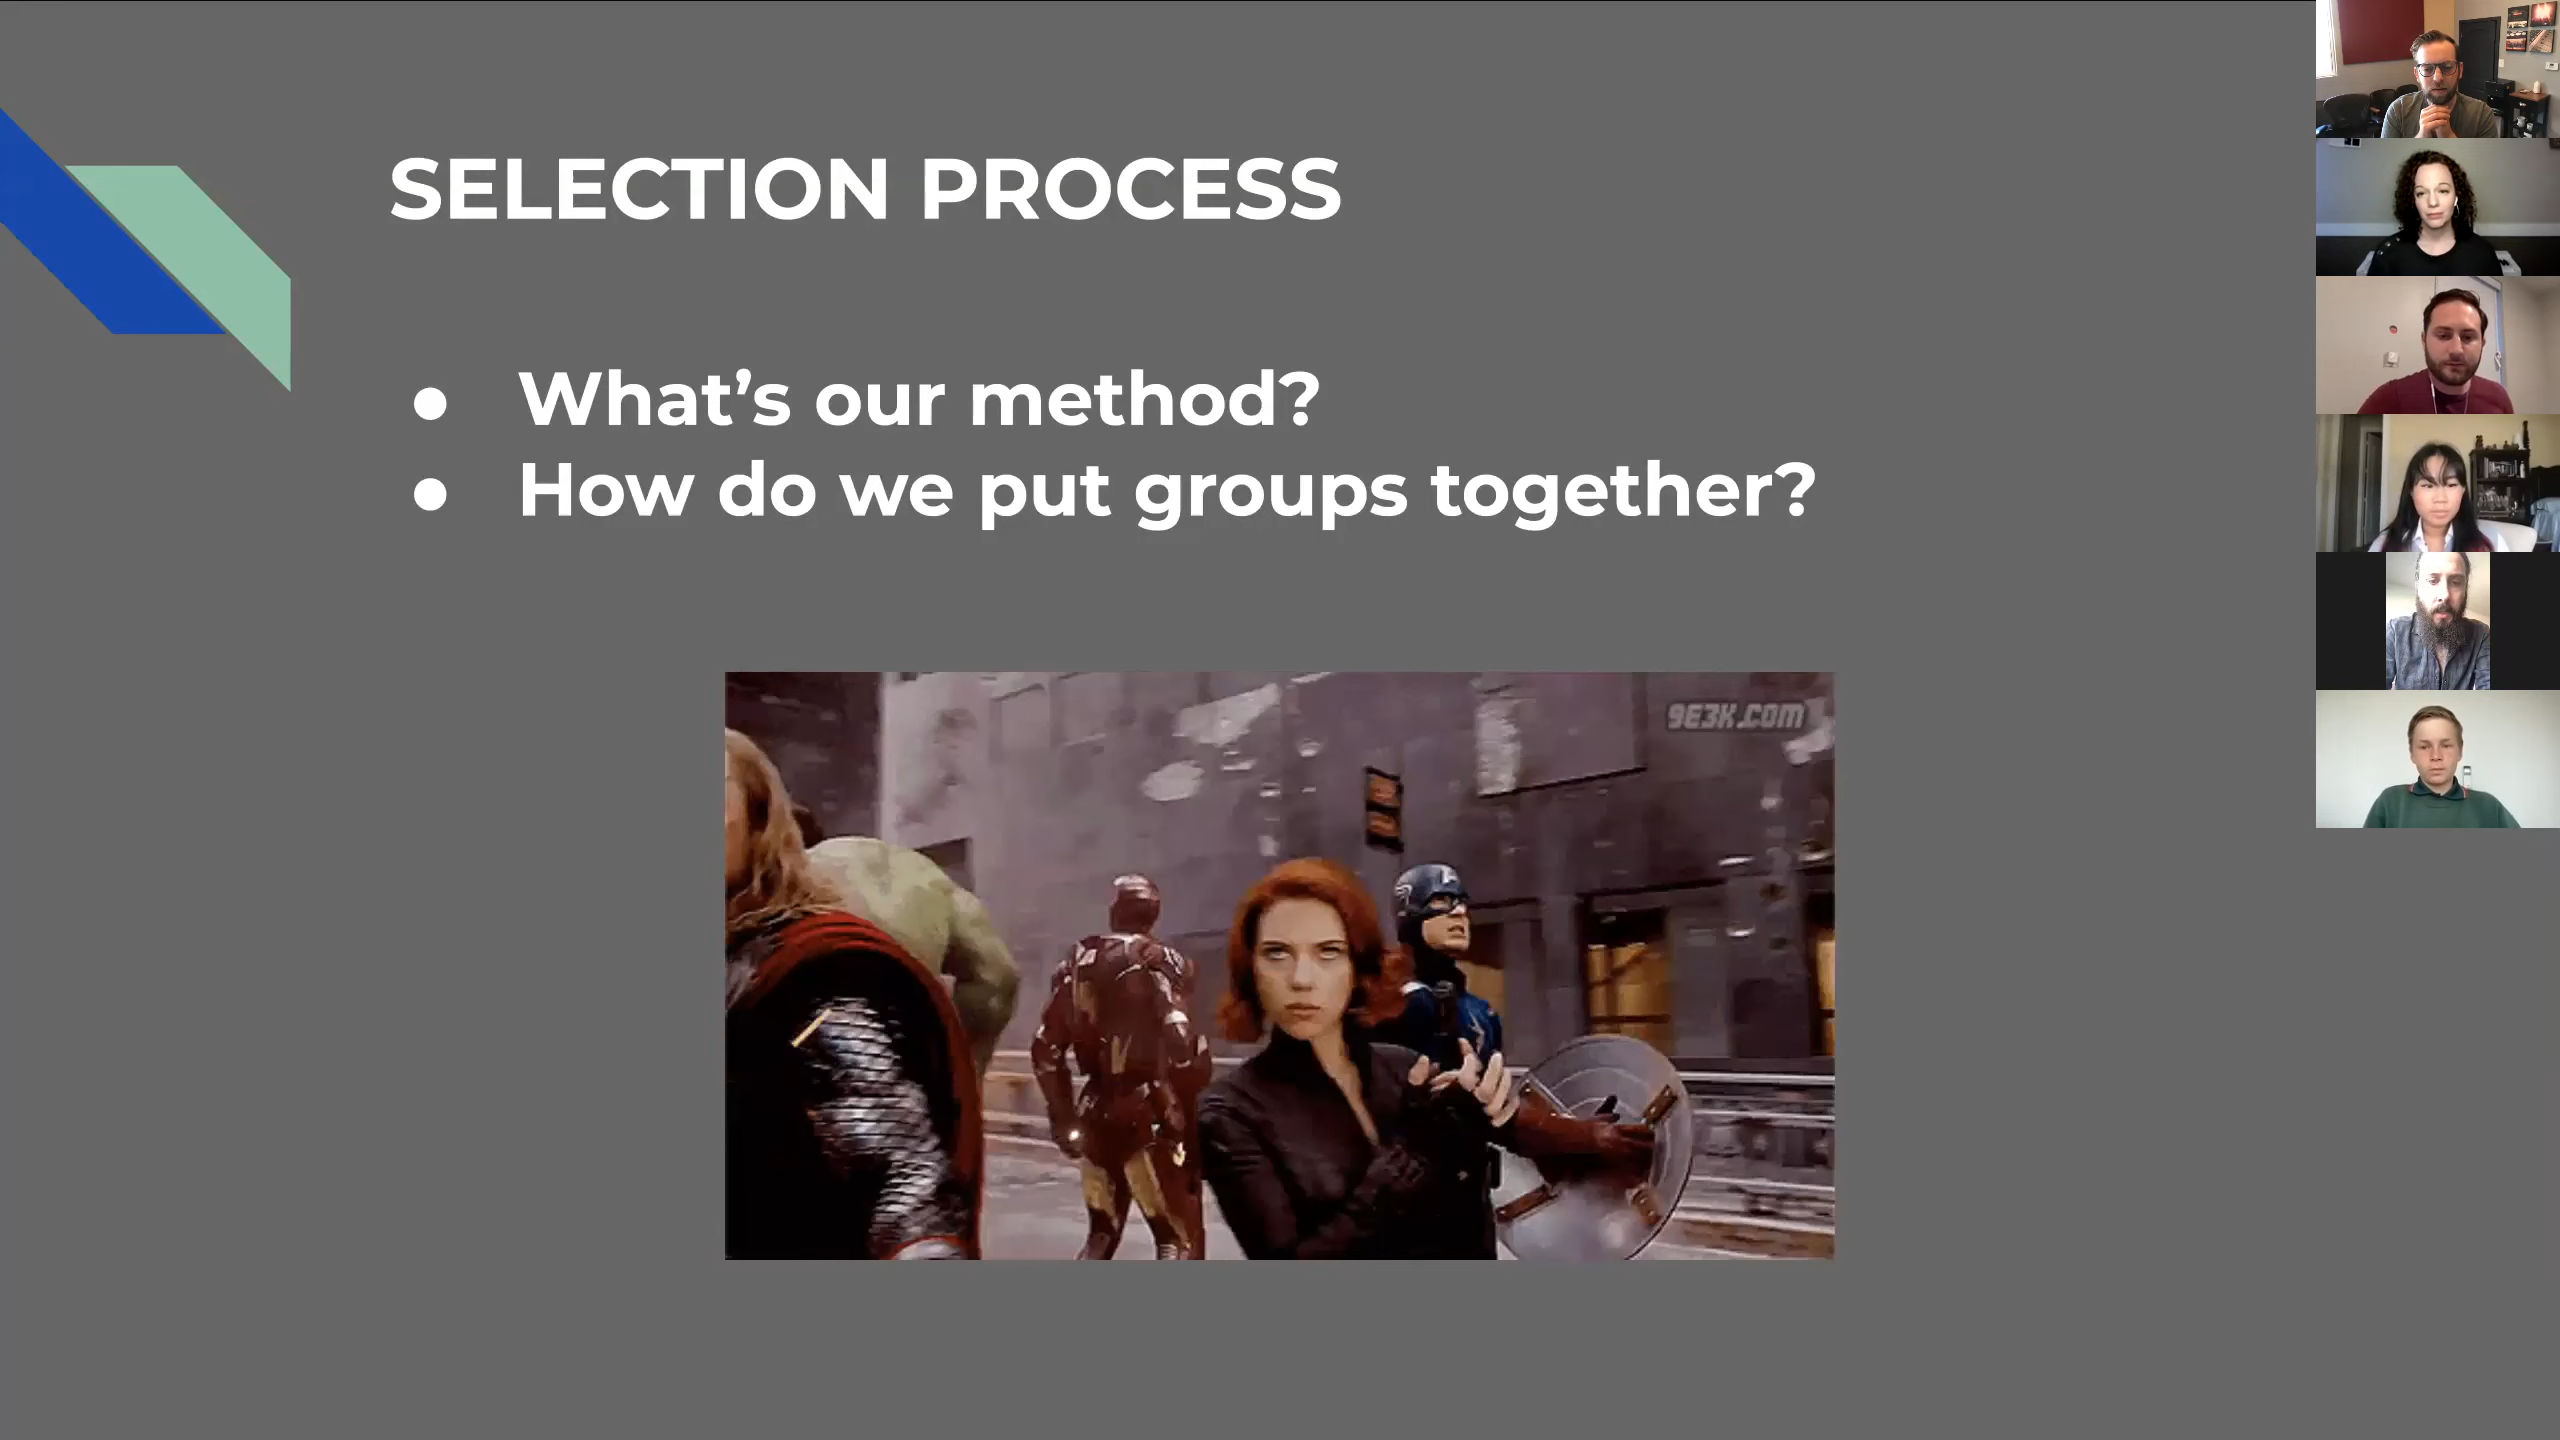 SELECTION PROCESS
● What’s our method?
● How do we put groups together?
9E3K.COM